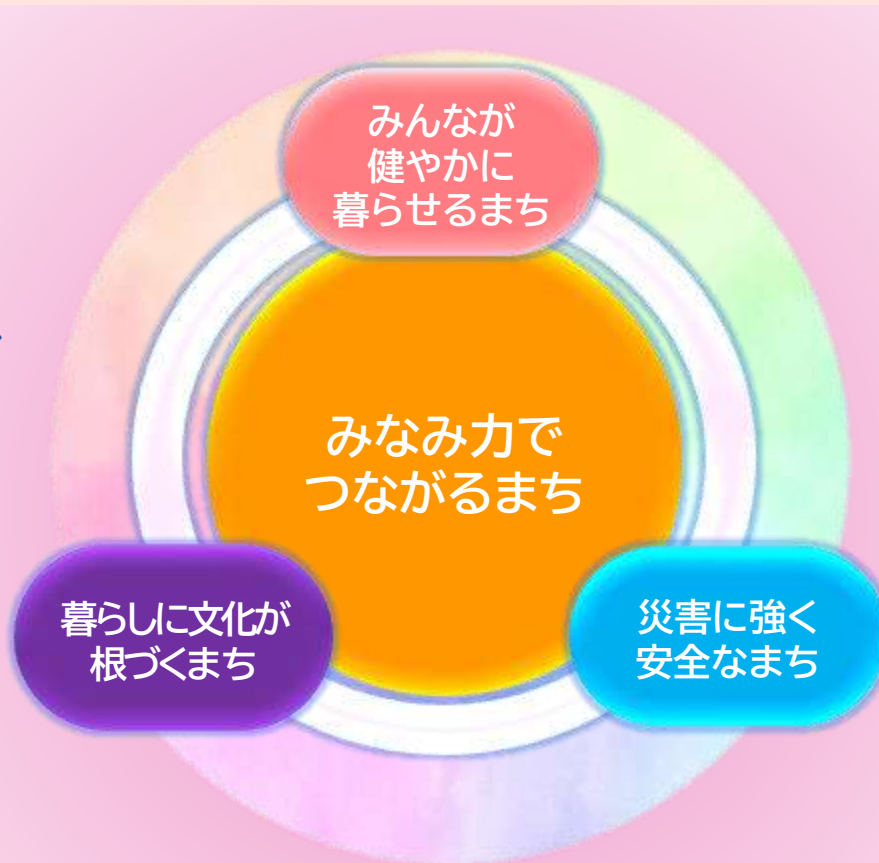 みんなが
健やかに
暮らせるまち
みなみ力で
つながるまち
暮らしに文化が
根づくまち
災害に強く
安全なまち